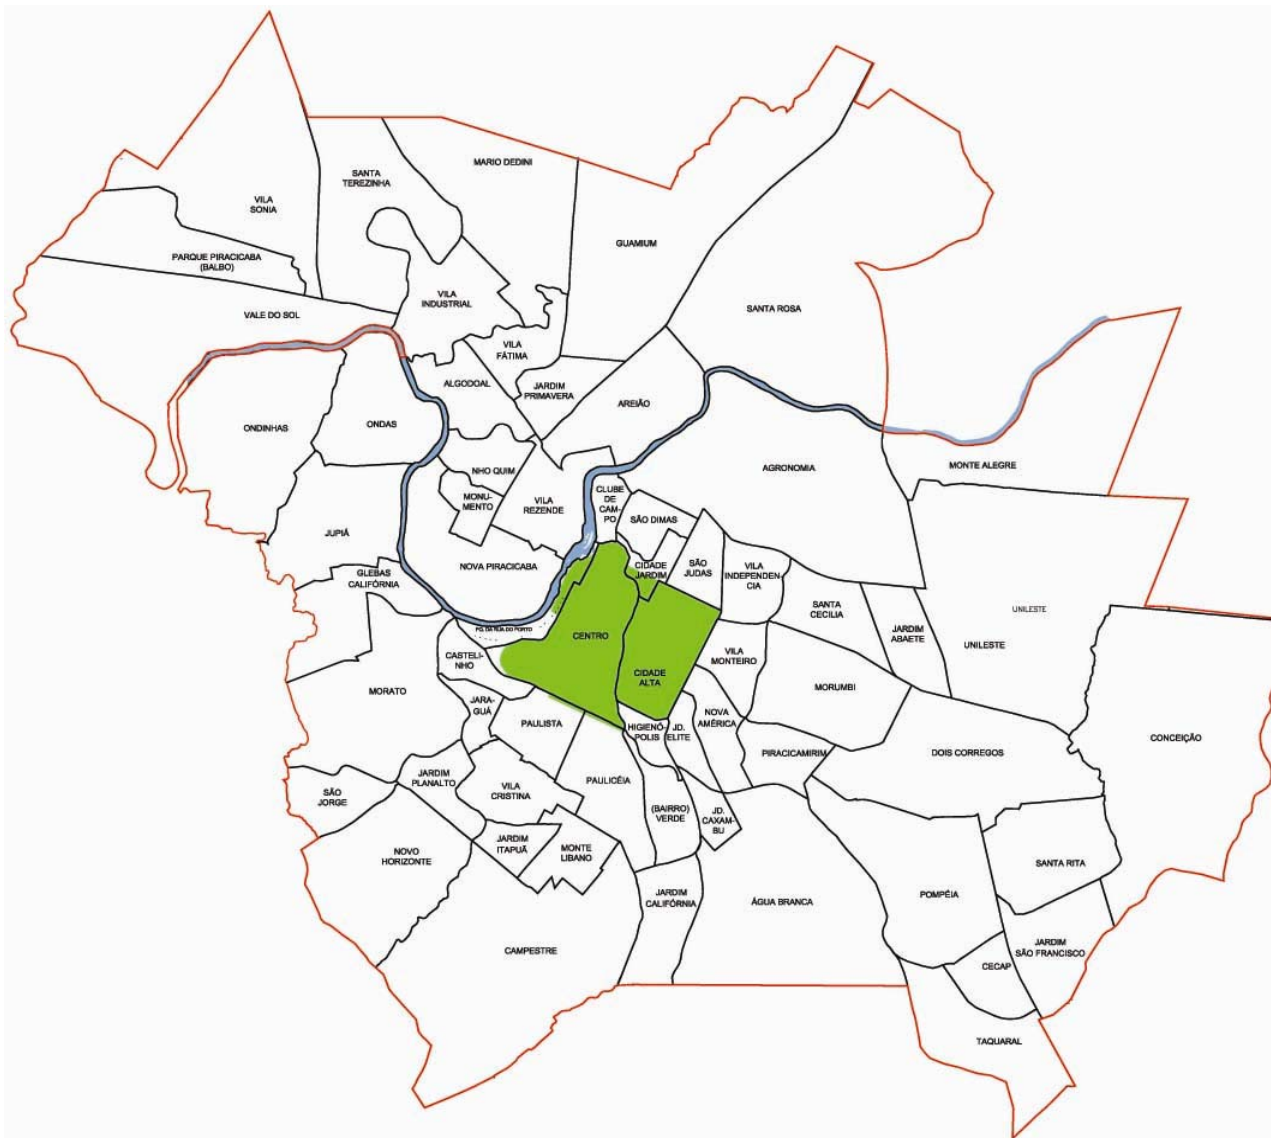 MARIO DEDINI
SANTA
TEREZINHA
VILA
SONIA
GUAMIUM
PARQUE PIRACICABA
(BALBO)
VILA
INDUSTRIAL
VALE DO SOL
SANTA ROSA
VILA
FÁTIMA
ALGODOAL
JARDIM
PRIMAVERA
AREIÃO
ONDINHAS
ONDAS
NHO QUIM
MONU-
MENTO
VILA
REZENDE
CLUBE
DE
CAM-
PO
AGRONOMIA
MONTE ALEGRE
SÃO DIMAS
JUPIÁ
GLEBAS
CALIFÓRNIA
NOVA PIRACICABA
CIDADE
JARDIM
SÃO
JUDAS
VILA
INDEPENDEN-
CIA
SANTA
CECILIA
JARDIM
ABAETE
UNILESTE
UNILESTE
PQ. DA RUA DO PORTO
CENTRO
CASTELI-
NHO
CIDADE
ALTA
VILA
MONTEIRO
MORATO
MORUMBI
JARA-
GUÁ
PAULISTA
HIGIENÓ-
POLIS
JD.
ELITE
NOVA
AMÉRICA
PIRACICAMIRIM
DOIS CORREGOS
CONCEIÇÃO
JARDIM
PLANALTO
SÃO
JORGE
VILA
CRISTINA
PAULICÉIA
(BAIRRO)
VERDE
JD.
CAXAM-
BU
NOVO
HORIZONTE
JARDIM
ITAPUÃ
MONTE
LIBANO
SANTA RITA
JARDIM
CALIFÓRNIA
ÁGUA BRANCA
POMPÉIA
CAMPESTRE
JARDIM
SÃO FRANCISCO
CECAP
TAQUARAL